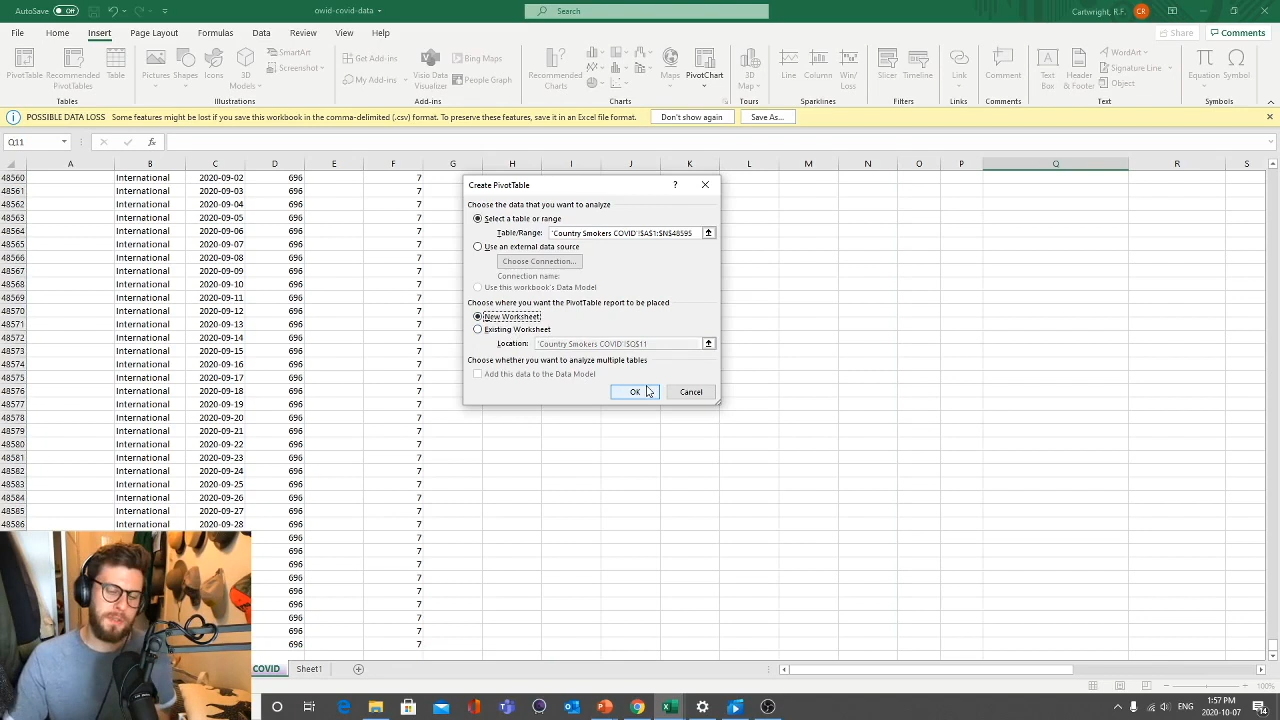 AutoSave Off owid-covid-data Search Cartwright, R.F. CR
File Home Insert Page Layout Formulas Data Review View Help Share Comments
PivotTable Recommended PivotTables Table Pictures Shapes Icons 3D Models SmartArt Screenshot Get Add-ins My Add-ins Visio Data Visualizer Bing Maps People Graph Recommended Charts Maps PivotChart 3D Map Line Column Win/Loss Slicer Timeline Link Comment Text Box Header & Footer WordArt Signature Line Object Equation Symbol
Tables Illustrations Add-ins Charts Tours Sparklines Filters Links Comments Text Symbols
POSSIBLE DATA LOSS Some features might be lost if you save this workbook in the comma-delimited (.csv) format. To preserve these features, save it in an Excel file format. Don't show again Save As...
Q11 fx
A B C D E F G H I J K L M N O P Q R S
48560 International 2020-09-02 696 7
48561 International 2020-09-03 696 7
48562 International 2020-09-04 696 7
48563 International 2020-09-05 696 7
48564 International 2020-09-06 696 7
48565 International 2020-09-07 696 7
48566 International 2020-09-08 696 7
48567 International 2020-09-09 696 7
48568 International 2020-09-10 696 7
48569 International 2020-09-11 696 7
48570 International 2020-09-12 696 7
48571 International 2020-09-13 696 7
48572 International 2020-09-14 696 7
48573 International 2020-09-15 696 7
48574 International 2020-09-16 696 7
48575 International 2020-09-17 696 7
48576 International 2020-09-18 696 7
48577 International 2020-09-19 696 7
48578 International 2020-09-20 696 7
48579 International 2020-09-21 696 7
48580 International 2020-09-22 696 7
48581 International 2020-09-23 696 7
48582 International 2020-09-24 696 7
48583 International 2020-09-25 696 7
48584 International 2020-09-26 696 7
48585 International 2020-09-27 696 7
48586 International 2020-09-28 696 7
696 7
696 7
696 7
696 7
696 7
696 7
696 7
696 7
696 7
Create PivotTable ?
Choose the data that you want to analyze
Select a table or range
Table/Range: 'Country Smokers COVID'!$A$1:$N$48595
Use an external data source
Choose Connection...
Connection name:
Use this workbook's Data Model
Choose where you want the PivotTable report to be placed
New Worksheet
Existing Worksheet
Location: 'Country Smokers COVID'!$Q$11
Choose whether you want to analyze multiple tables
Add this data to the Data Model
OK Cancel
COVID Sheet1
100%
ENG 1:57 PM
2020-10-07